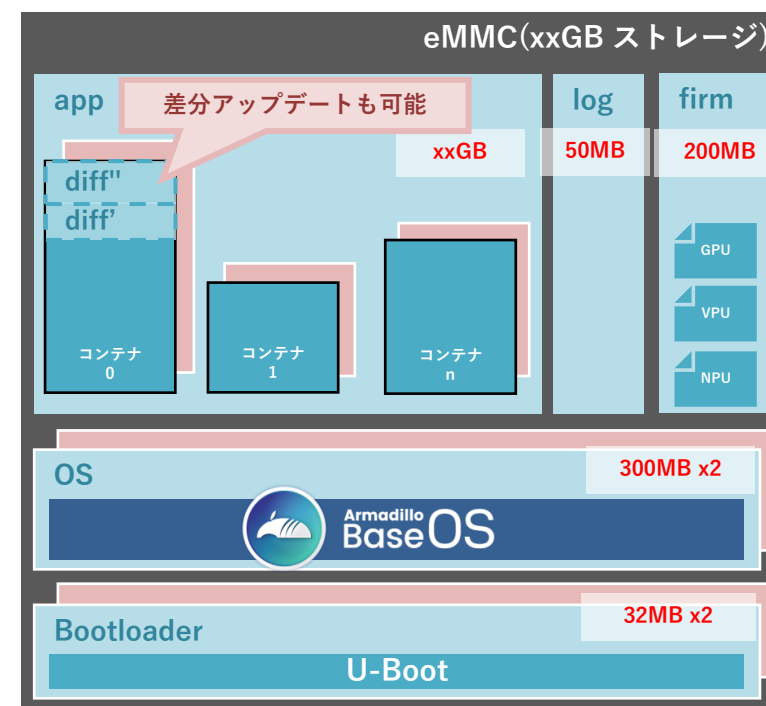 eMMC(xxGB ストレージ)
app
差分アップデートも可能
xxGB
diff''
diff’
コンテナ
0
コンテナ
1
コンテナ
n
log
50MB
firm
200MB
GPU
VPU
NPU
OS
300MB x2
Armadillo
Base OS
Bootloader
32MB x2
U-Boot